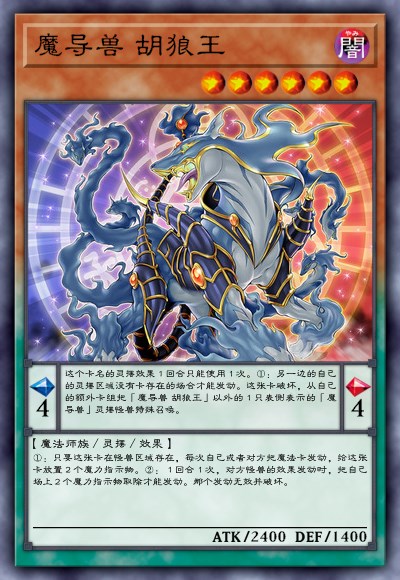 魔导兽 胡狼王
やみ
闇
这个卡名的灵摆效果1回合只能使用1次。①：另一边的自己
的灵摆区域没有卡存在的场合才能发动。这张卡破坏，从自己
的额外卡组把「魔导兽 胡狼王」以外的1只表侧表示的「魔
导兽」灵摆怪兽特殊召唤。
4
4
【魔法师族／灵摆／效果】
①：只要这张卡在怪兽区域存在，每次自己或者对方把魔法卡发动，给这张
卡放置2个魔力指示物。②：1回合1次，对方怪兽的效果发动时，把自己
场上2个魔力指示物取除才能发动。那个发动无效并破坏。
ATK/2400 DEF/1400